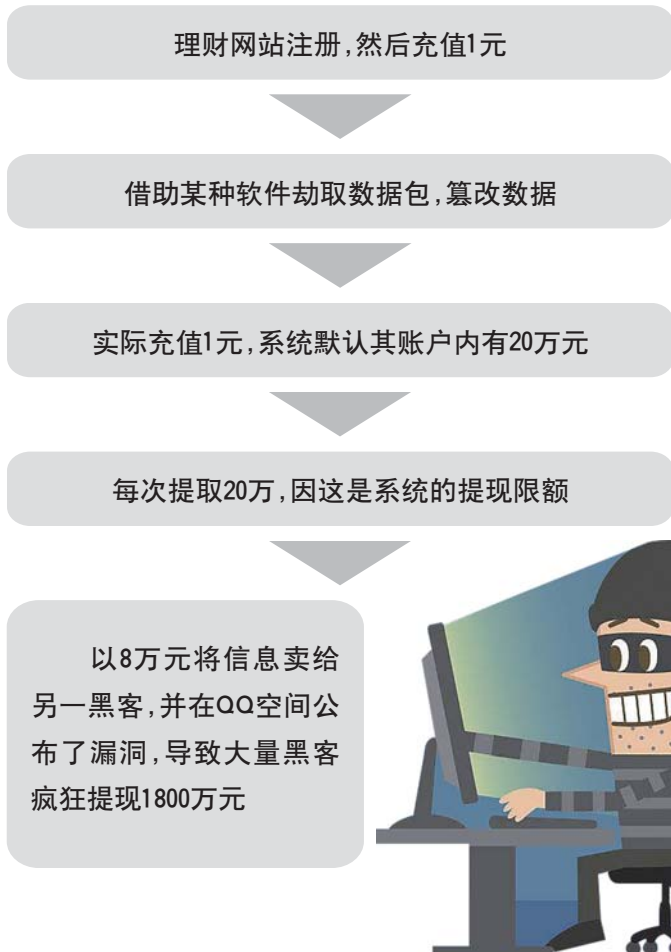 理财网站注册,然后充值1元
借助某种软件劫取数据包,篡改数据
实际充值1元,系统默认其账户内有20万元
每次提取20万,因这是系统的提现限额
以8万元将信息卖给
另一黑客,并在QQ空间公
布了漏洞,导致大量黑客
疯狂提现1800万元